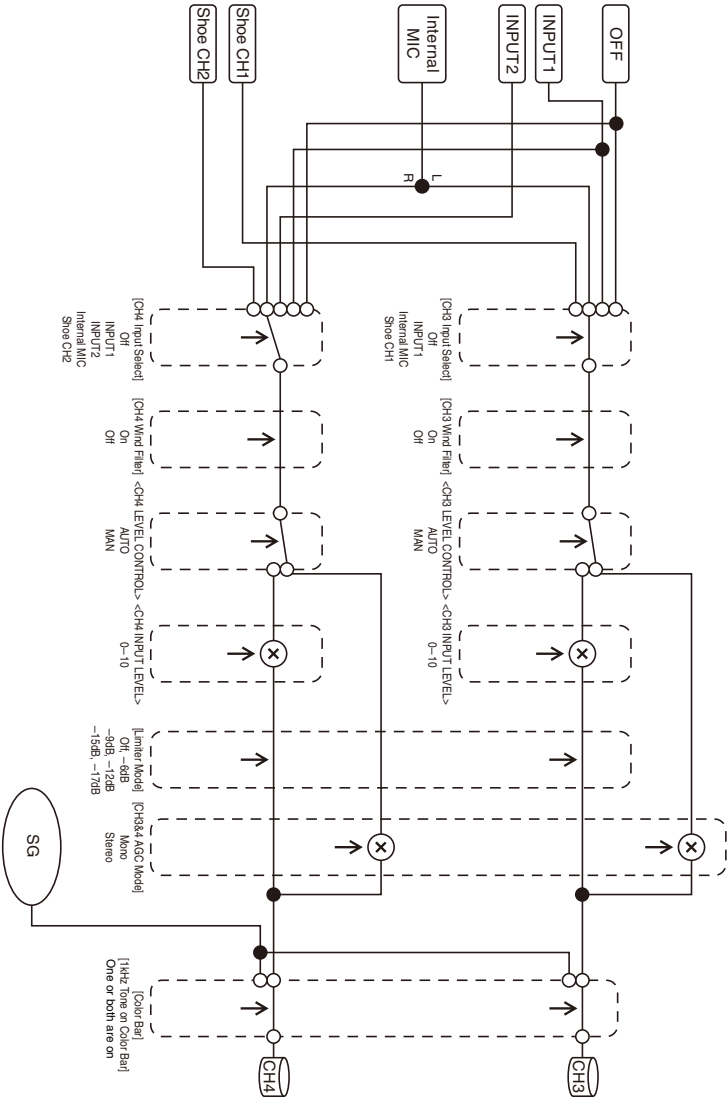 OFF
INPUT1
INPUT2
Internal
MIC
L
R
Shoe CH1
Shoe CH2
[CH3 Input Select]
Off
INPUT1
Internal MIC
Shoe CH1
[CH3 Wind Filter]
On
Off
<CH3 LEVEL CONTROL>
AUTO
MAN
<CH3 INPUT LEVEL>
0–10
[CH4 Input Select]
Off
INPUT1
INPUT2
Internal MIC
Shoe CH2
[CH4 Wind Filter]
On
Off
<CH4 LEVEL CONTROL>
AUTO
MAN
<CH4 INPUT LEVEL>
0–10
[Limiter Mode]
Off, –6dB
–9dB, –12dB
–15dB, –17dB
[CH3&4 AGC Mode]
Mono
Stereo
[Color Bar]
[1kHz Tone on Color Bar]
One or both are on
SG
CH3
CH4